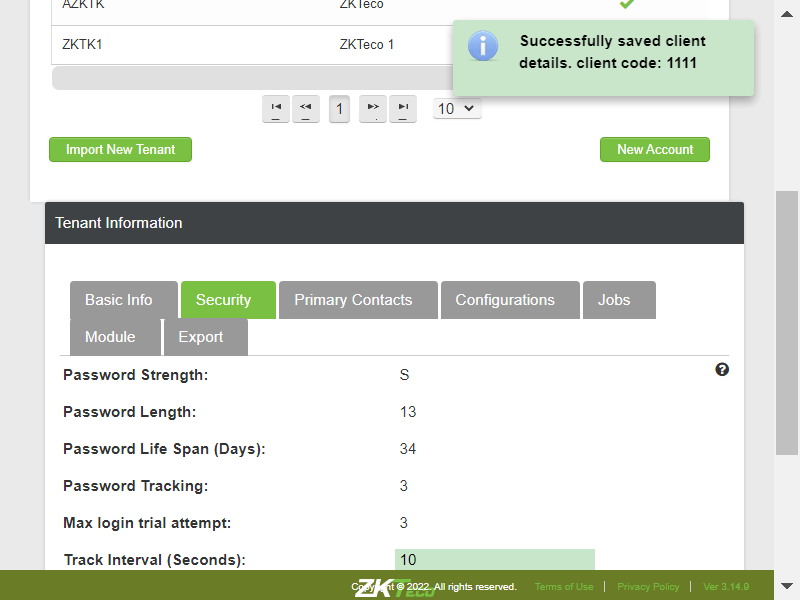 AZKTK ZKTeco
ZKTK1 ZKTeco 1
Successfully saved client
details. client code: 1111
1 10
Import New Tenant New Account
Tenant Information
Basic Info Security Primary Contacts Configurations Jobs
Module Export
Password Strength: S
Password Length: 13
Password Life Span (Days): 34
Password Tracking: 3
Max login trial attempt: 3
Track Interval (Seconds): 10
Copyright © 2022. All rights reserved. Terms of Use | Privacy Policy | Ver 3.14.9
ZKTeco